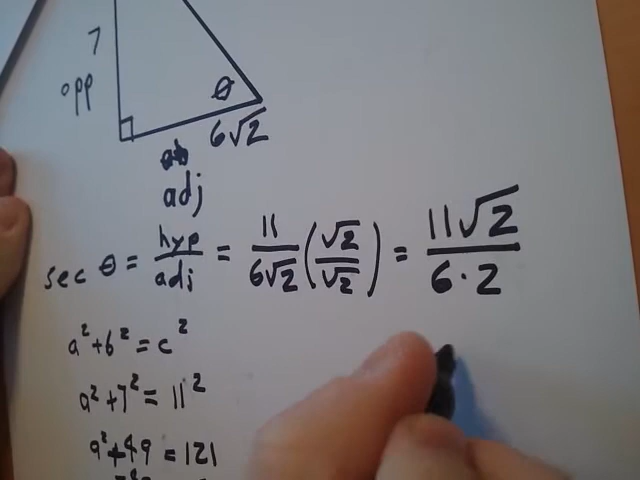 7
opp
θ
6√2
adj
sec θ = hyp/adj = 11/6√2 (√2/√2) = 11√2/6·2
a² + b² = c²
a² + 7² = 11²
a² + 49 = 121